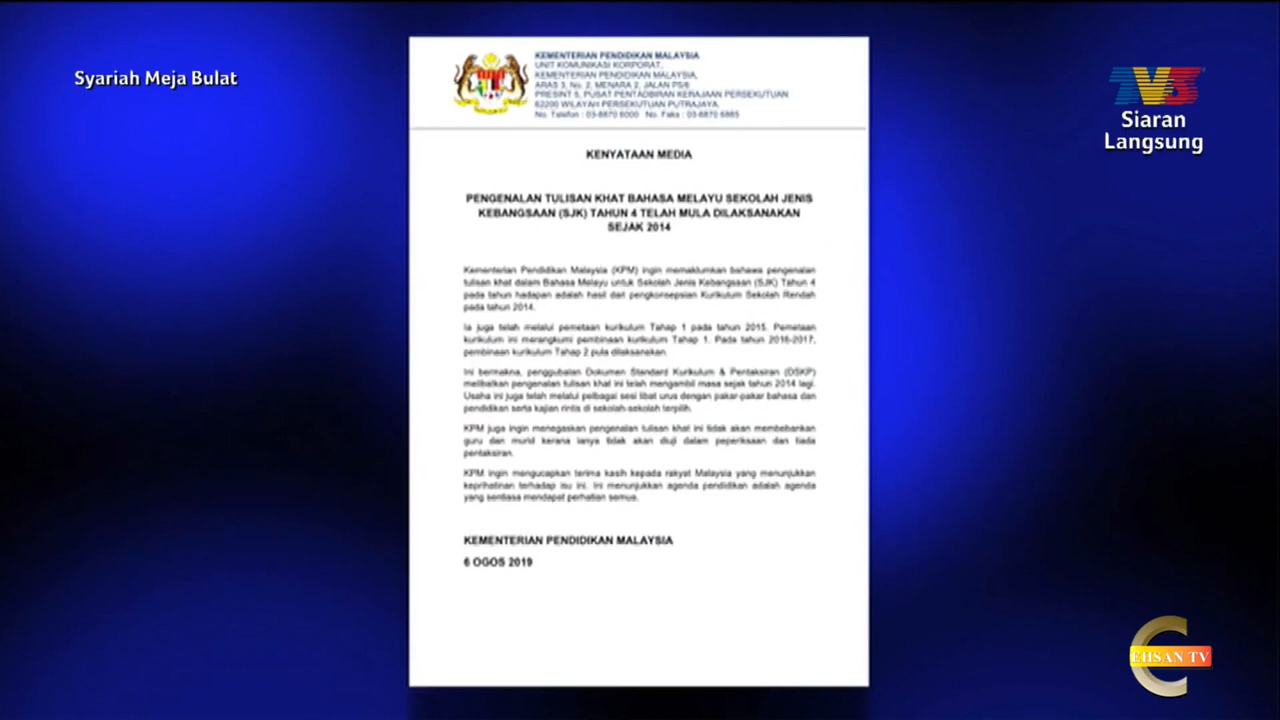 Syariah Meja Bulat
KEMENTERIAN PENDIDIKAN MALAYSIA
UNIT KOMUNIKASI KORPORAT,
KEMENTERIAN PENDIDIKAN MALAYSIA,
ARAS 3, No. 2, MENARA 2, JALAN P5/6
PRESINT 5, PUSAT PENTADBIRAN KERAJAAN PERSEKUTUAN
62200 WILAYAH PERSEKUTUAN PUTRAJAYA.
No. Telefon : 03-8870 6000 No. Faks : 03-8870 6885
TV3
Siaran
Langsung
KENYATAAN MEDIA
PENGENALAN TULISAN KHAT BAHASA MELAYU SEKOLAH JENIS
KEBANGSAAN (SJK) TAHUN 4 TELAH MULA DILAKSANAKAN
SEJAK 2014
Kementerian Pendidikan Malaysia (KPM) ingin memaklumkan bahawa pengenalan
tulisan khat dalam Bahasa Melayu untuk Sekolah Jenis Kebangsaan (SJK) Tahun 4
pada tahun hadapan adalah hasil dari pengkonsepsian Kurikulum Sekolah Rendah
pada tahun 2014.
Ia juga telah melalui pemetaan kurikulum Tahap 1 pada tahun 2015. Pemetaan
kurikulum ini merangkumi pembinaan kurikulum Tahap 1. Pada tahun 2016-2017,
pembinaan kurikulum Tahap 2 pula dilaksanakan.
Ini bermakna, penggubalan Dokumen Standard Kurikulum & Pentaksiran (DSKP)
melibatkan pengenalan tulisan khat ini telah mengambil masa sejak tahun 2014 lagi.
Usaha ini juga telah melalui pelbagai sesi libat urus dengan pakar-pakar bahasa dan
pendidikan serta kajian rintis di sekolah-sekolah terpilih.
KPM juga ingin menegaskan pengenalan tulisan khat ini tidak akan membebankan
guru dan murid kerana ianya tidak akan diuji dalam peperiksaan dan tiada
pentaksiran.
KPM ingin mengucapkan terima kasih kepada rakyat Malaysia yang menunjukkan
keprihatinan terhadap isu ini. Ini menunjukkan agenda pendidikan adalah agenda
yang sentiasa mendapat perhatian semua.
KEMENTERIAN PENDIDIKAN MALAYSIA
6 OGOS 2019
EHSAN TV